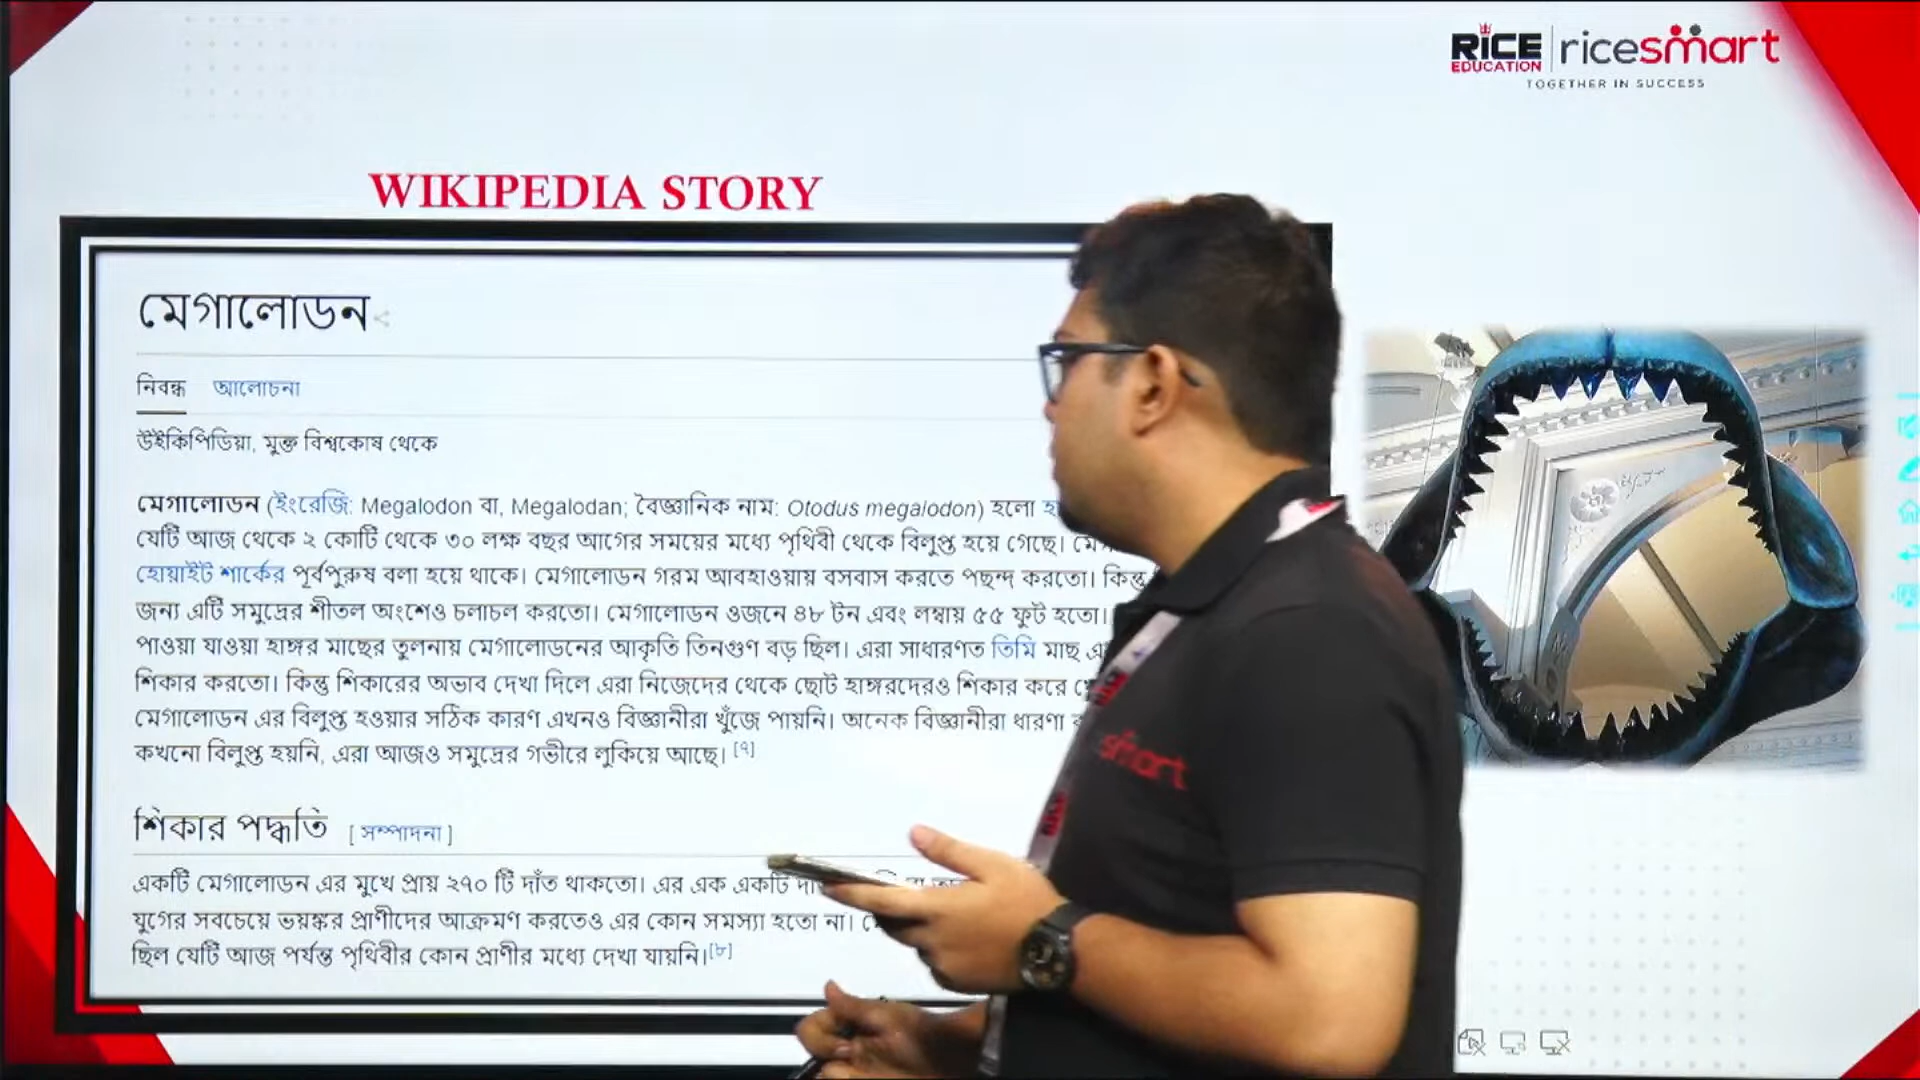 RICE
EDUCATION
ricesmart
TOGETHER IN SUCCESS
WIKIPEDIA STORY
মেগালোডন
নিবন্ধ আলোচনা
উইকিপিডিয়া, মুক্ত বিশ্বকোষ থেকে
মেগালোডন (ইংরেজি: Megalodon বা, Megalodan; বৈজ্ঞানিক নাম: Otodus megalodon) হলো
যেটি আজ থেকে ২ কোটি থেকে ৩০ লক্ষ বছর আগের সময়ের মধ্যে পৃথিবী থেকে বিলুপ্ত হয়ে গেছে।
হোয়াইট শার্কের পূর্বপুরুষ বলা হয়ে থাকে। মেগালোডন গরম আবহাওয়ায় বসবাস করতে পছন্দ করতো। কিন্তু
জন্য এটি সমুদ্রের শীতল অংশেও চলাচল করতো। মেগালোডন ওজনে ৪৮ টন এবং লম্বায় ৫৫ ফুট হতো।
পাওয়া যাওয়া হাঙ্গর মাছের তুলনায় মেগালোডনের আকৃতি তিনগুণ বড় ছিল। এরা সাধারণত তিমি মাছ
শিকার করতো। কিন্তু শিকারের অভাব দেখা দিলে এরা নিজেদের থেকে ছোট হাঙ্গরদেরও শিকার করে
মেগালোডন এর বিলুপ্ত হওয়ার সঠিক কারণ এখনও বিজ্ঞানীরা খুঁজে পায়নি। অনেক বিজ্ঞানীরা ধারণা
কখনো বিলুপ্ত হয়নি, এরা আজও সমুদ্রের গভীরে লুকিয়ে আছে। [৭]
শিকার পদ্ধতি [ সম্পাদনা ]
একটি মেগালোডন এর মুখে প্রায় ২৭০ টি দাঁত থাকতো। এর এক একটি
যুগের সবচেয়ে ভয়ঙ্কর প্রাণীদের আক্রমণ করতেও এর কোন সমস্যা হতো না।
ছিল যেটি আজ পর্যন্ত পৃথিবীর কোন প্রাণীর মধ্যে দেখা যায়নি।[৮]
smart